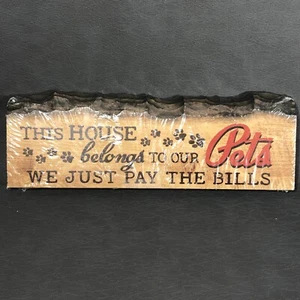 THIS HOUSE
belongs TO OUR Pets
WE JUST PAY THE BILLS